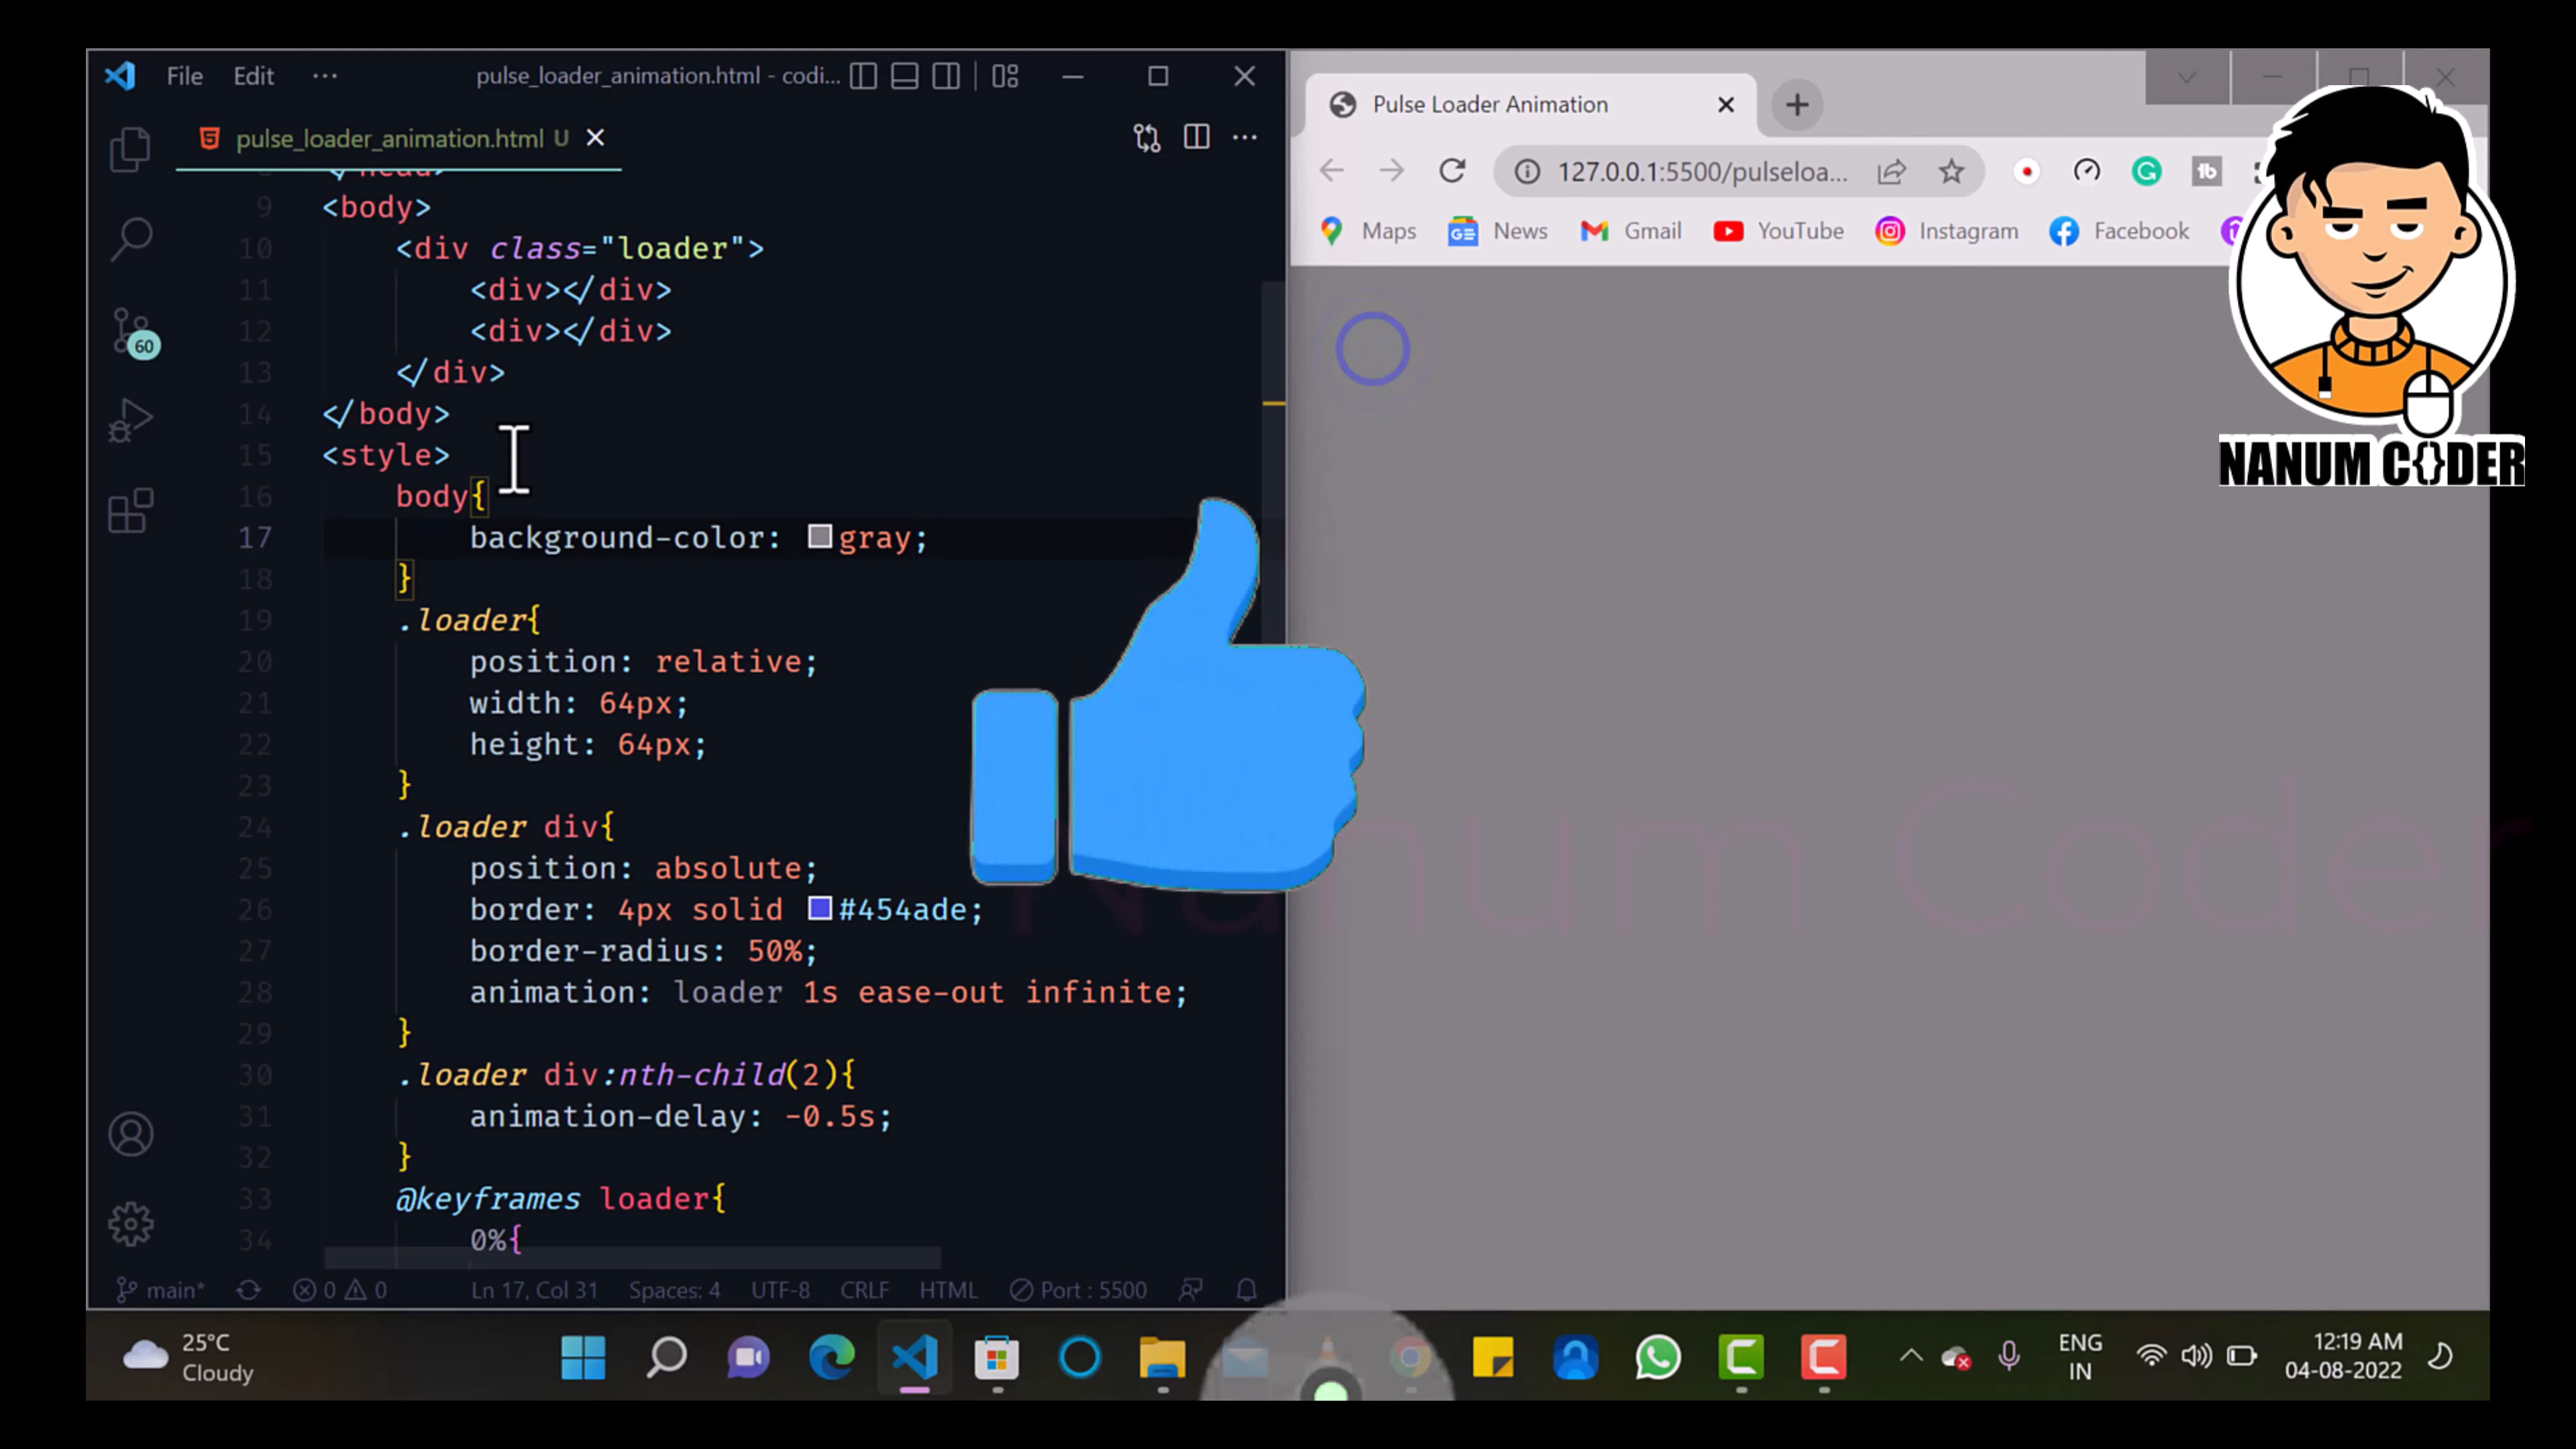 File Edit ··· pulse_loader_animation.html - codi...
pulse_loader_animation.html U
8 </head>
9 <body>
10 <div class="loader">
11 <div></div>
12 <div></div>
13 </div>
14 </body>
15 <style>
16 body{
17 background-color: gray;
18 }
19 .loader{
20 position: relative;
21 width: 64px;
22 height: 64px;
23 }
24 .loader div{
25 position: absolute;
26 border: 4px solid #454ade;
27 border-radius: 50%;
28 animation: loader 1s ease-out infinite;
29 }
30 .loader div:nth-child(2){
31 animation-delay: -0.5s;
32 }
33 @keyframes loader{
34 0%{
60
main* 0 0 Ln 17, Col 31 Spaces: 4 UTF-8 CRLF HTML Port : 5500
Pulse Loader Animation
127.0.0.1:5500/pulseloa...
Maps News Gmail YouTube Instagram Facebook
NANUM C{}DER
Nanum Coder
25°C
Cloudy
ENG
IN
12:19 AM
04-08-2022